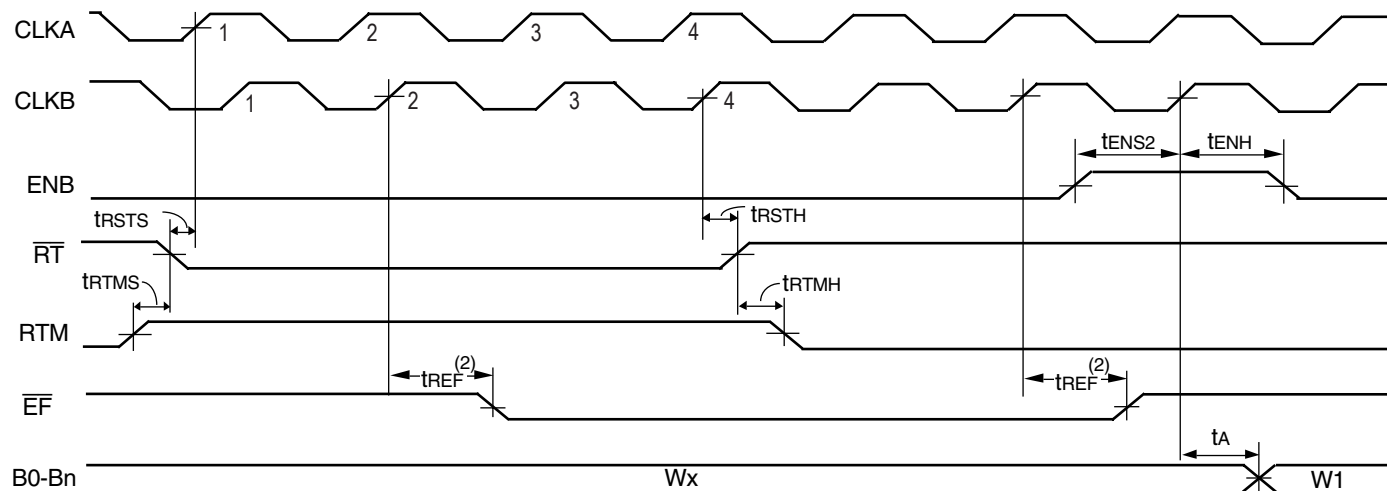 CLKA 1 2 3 4
CLKB 1 2 3 4
tENS2 tENH
ENB
tRSTS tRSTH
RT
tRTMS tRTMH
RTM
tREF(2) tREF(2)
EF
tA
B0-Bn Wx W1